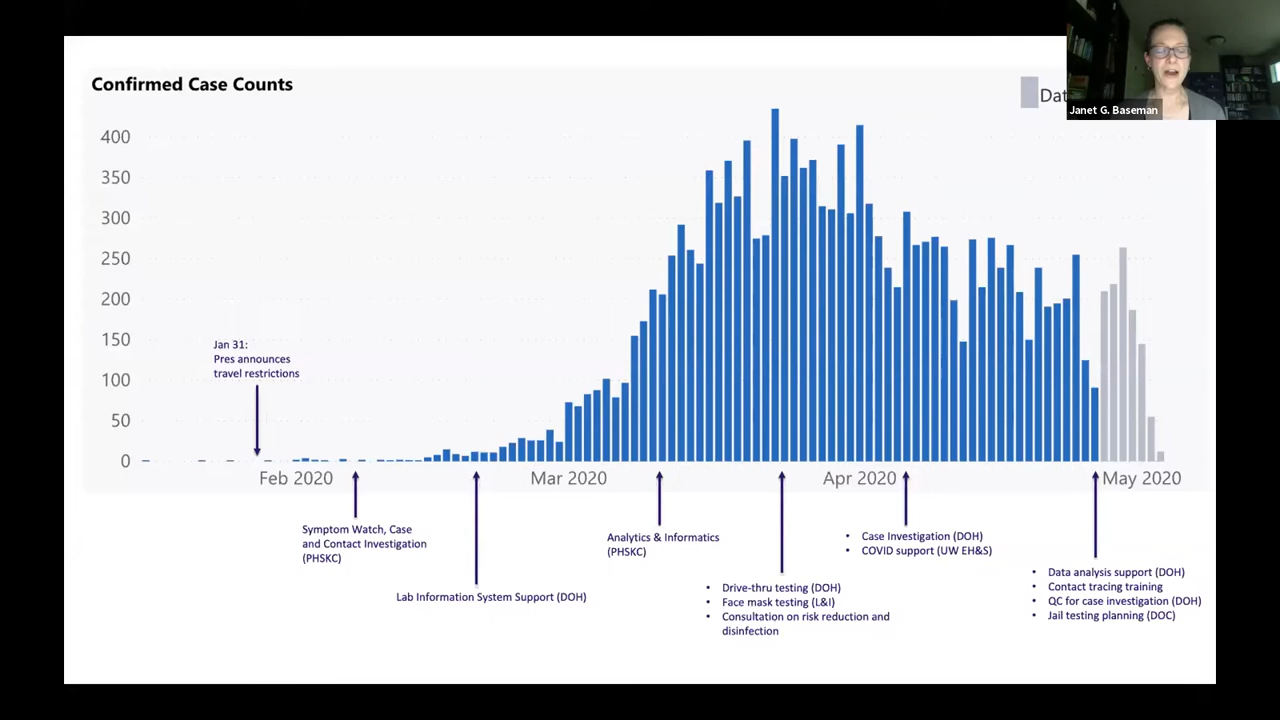 Confirmed Case Counts
Dat
Janet G. Baseman
400
350
300
250
200
150
100
50
0
Jan 31:
Pres announces
travel restrictions
Feb 2020
Mar 2020
Apr 2020
May 2020
Symptom Watch, Case
and Contact Investigation
(PHSKC)
Lab Information System Support (DOH)
Analytics & Informatics
(PHSKC)
• Drive-thru testing (DOH)
• Face mask testing (L&I)
• Consultation on risk reduction and
disinfection
• Case Investigation (DOH)
• COVID support (UW EH&S)
• Data analysis support (DOH)
• Contact tracing training
• QC for case investigation (DOH)
• Jail testing planning (DOC)